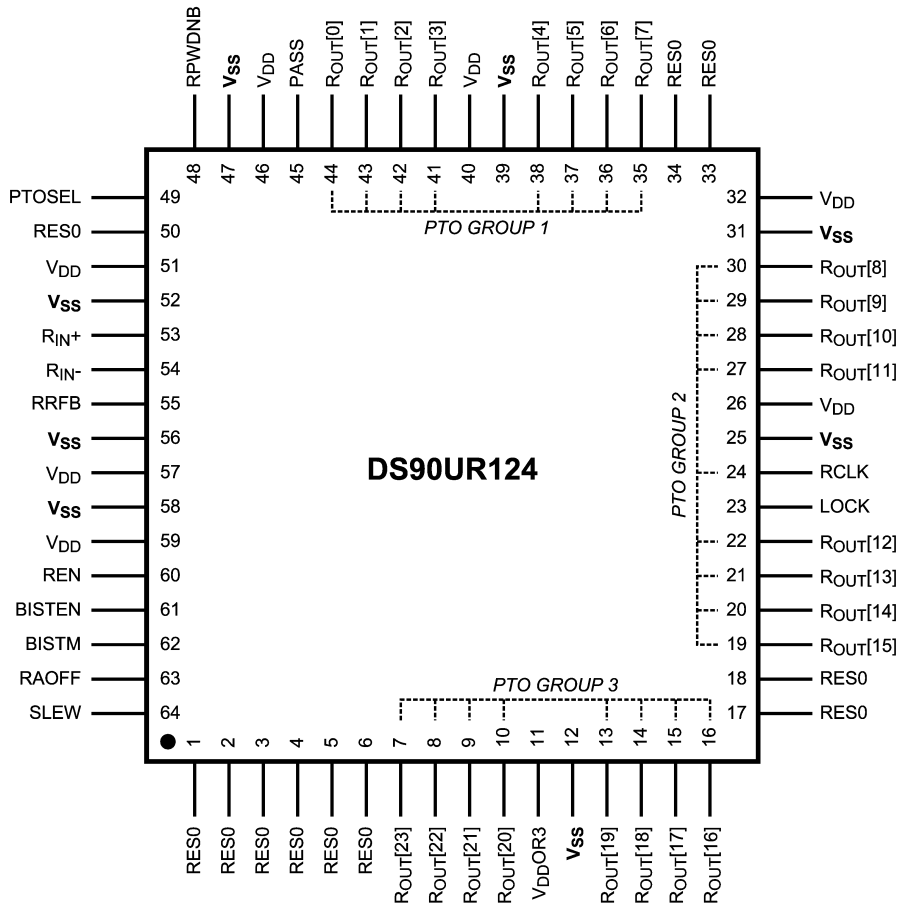 RPWDNB
VSS
VDD
PASS
ROUT[0]
ROUT[1]
ROUT[2]
ROUT[3]
VDD
VSS
ROUT[4]
ROUT[5]
ROUT[6]
ROUT[7]
RES0
RES0
48
47
46
45
44
43
42
41
40
39
38
37
36
35
34
33
PTO GROUP 1
PTOSEL 49
RES0 50
VDD 51
VSS 52
RIN+ 53
RIN- 54
RRFB 55
VSS 56
VDD 57
VSS 58
VDD 59
REN 60
BISTEN 61
BISTM 62
RAOFF 63
SLEW 64
DS90UR124
PTO GROUP 2
32 VDD
31 VSS
30 ROUT[8]
29 ROUT[9]
28 ROUT[10]
27 ROUT[11]
26 VDD
25 VSS
24 RCLK
23 LOCK
22 ROUT[12]
21 ROUT[13]
20 ROUT[14]
19 ROUT[15]
18 RES0
17 RES0
PTO GROUP 3
1
2
3
4
5
6
7
8
9
10
11
12
13
14
15
16
RES0
RES0
RES0
RES0
RES0
RES0
ROUT[23]
ROUT[22]
ROUT[21]
ROUT[20]
VDDOR3
VSS
ROUT[19]
ROUT[18]
ROUT[17]
ROUT[16]